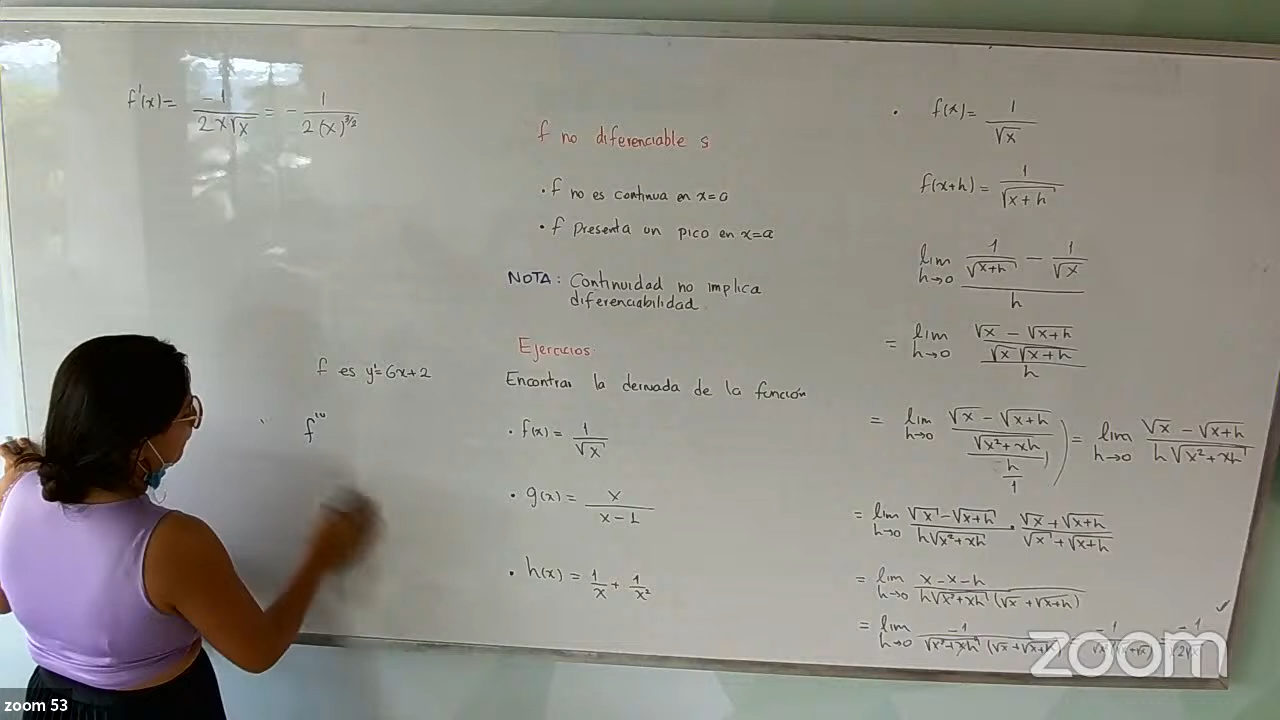 f'(x)= -1/(2x√x) = - 1/(2(x)^3/2)
f es y'=6x+2
f'''
f no diferenciable s
• f no es continua en x=a
• f presenta un pico en x=a
NOTA: Continuidad no implica
diferenciabilidad.
Ejercicios
Encontrar la derivada de la función
• f(x) = 1/√x
• g(x) = x/(x-1)
• h(x) = 1/x + 1/x²
• f(x)= 1/√x
f(x+h) = 1/√(x+h)
lim h→0 (1/√(x+h) - 1/√x)/h
= lim h→0 ((√x - √(x+h))/(√x √(x+h)))/h
= lim h→0 ((√x - √(x+h))/√(x²+xh))/(h/1) = lim h→0 (√x - √(x+h))/(h√(x²+xh))
= lim h→0 (√x - √(x+h))/(h√(x²+xh)) • (√x + √(x+h))/(√x + √(x+h))
= lim h→0 (x-x-h)/(h√(x²+xh) (√x + √(x+h)))
= lim h→0 -1/(√(x²+xh) (√x+√(x+h)))
zoom
zoom 53